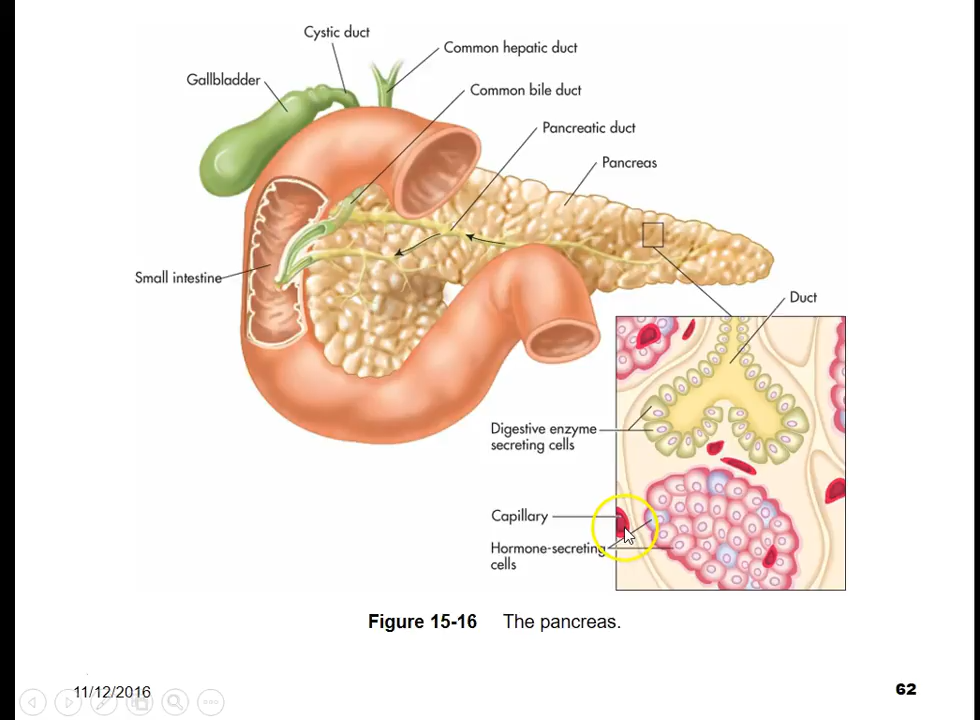 Cystic duct
Common hepatic duct
Gallbladder
Common bile duct
Pancreatic duct
Pancreas
Small intestine
Duct
Digestive enzyme
secreting cells
Capillary
Hormone-secreting
cells
Figure 15-16 The pancreas.
11/12/2016
62